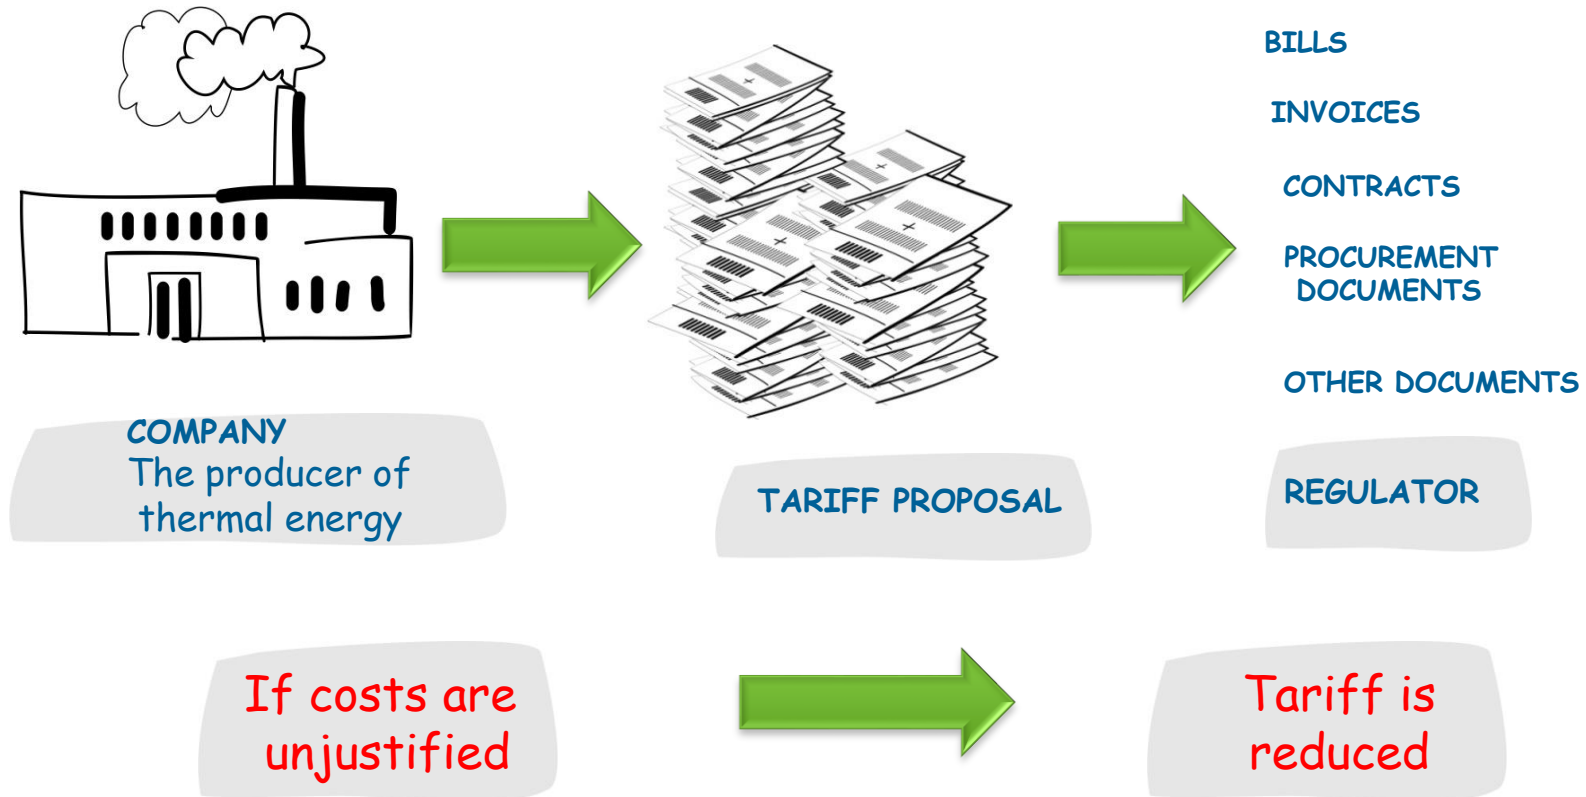 BILLS
INVOICES
CONTRACTS
PROCUREMENT
DOCUMENTS
OTHER DOCUMENTS
COMPANY
The producer of
thermal energy
TARIFF PROPOSAL
REGULATOR
If costs are
unjustified
Tariff is
reduced